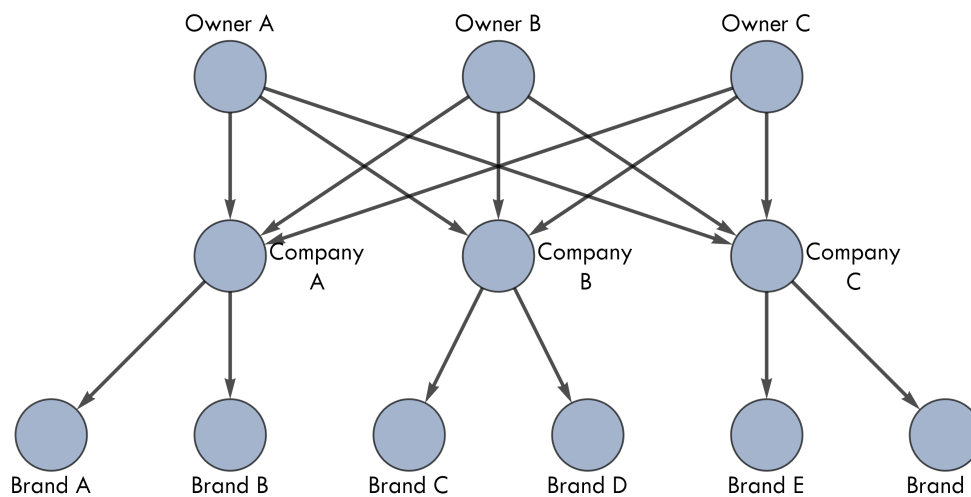 Owner A
Owner B
Owner C
Company
A
Company
B
Company
C
Brand A
Brand B
Brand C
Brand D
Brand E
Brand